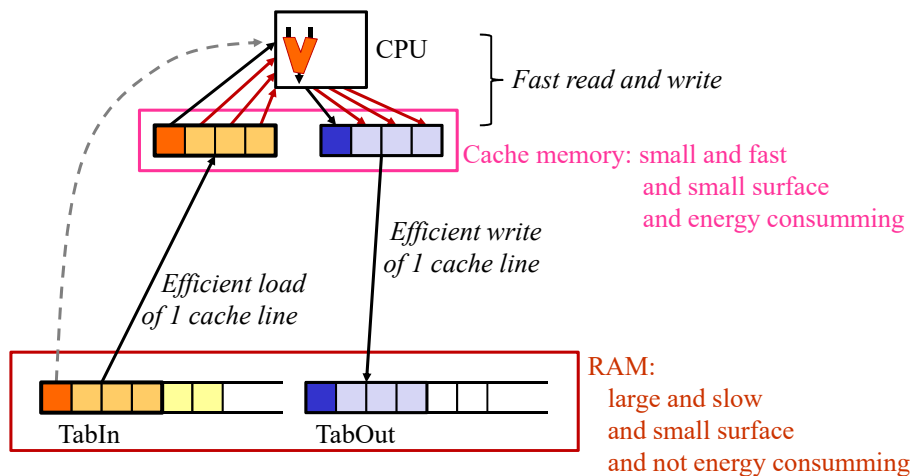 CPU
Fast read and write
Cache memory: small and fast
and small surface
and energy consumming
Efficient write
of 1 cache line
Efficient load
of 1 cache line
RAM:
large and slow
and small surface
and not energy consumming
TabIn
TabOut